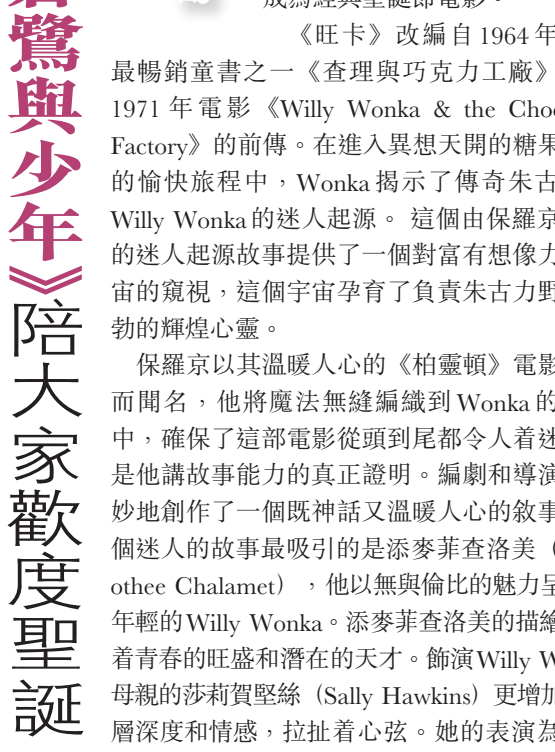 鷺與少年》陪大家歡度聖誕
成為經典聖誕節電影。
《旺卡》改編自1964年
最暢銷童書之一《查理與巧克力工廠》
1971年電影《Willy Wonka & the Choc
Factory》的前傳。在進入異想天開的糖果
的愉快旅程中，Wonka揭示了傳奇朱古
Willy Wonka的迷人起源。 這個由保羅京
的迷人起源故事提供了一個對富有想像力
宙的窺視，這個宇宙孕育了負責朱古力野
勃的輝煌心靈。
保羅京以其溫暖人心的《柏靈頓》電影
而聞名，他將魔法無縫編織到Wonka的
中，確保了這部電影從頭到尾都令人着迷
是他講故事能力的真正證明。編劇和導演
妙地創作了一個既神話又溫暖人心的敘事
個迷人的故事最吸引的是添麥菲查洛美（
othee Chalamet），他以無與倫比的魅力呈
年輕的Willy Wonka。添麥菲查洛美的描繪
着青春的旺盛和潛在的天才。飾演Willy W
母親的莎莉賀堅絲（Sally Hawkins）更增加
層深度和情感，拉扯着心弦。她的表演為